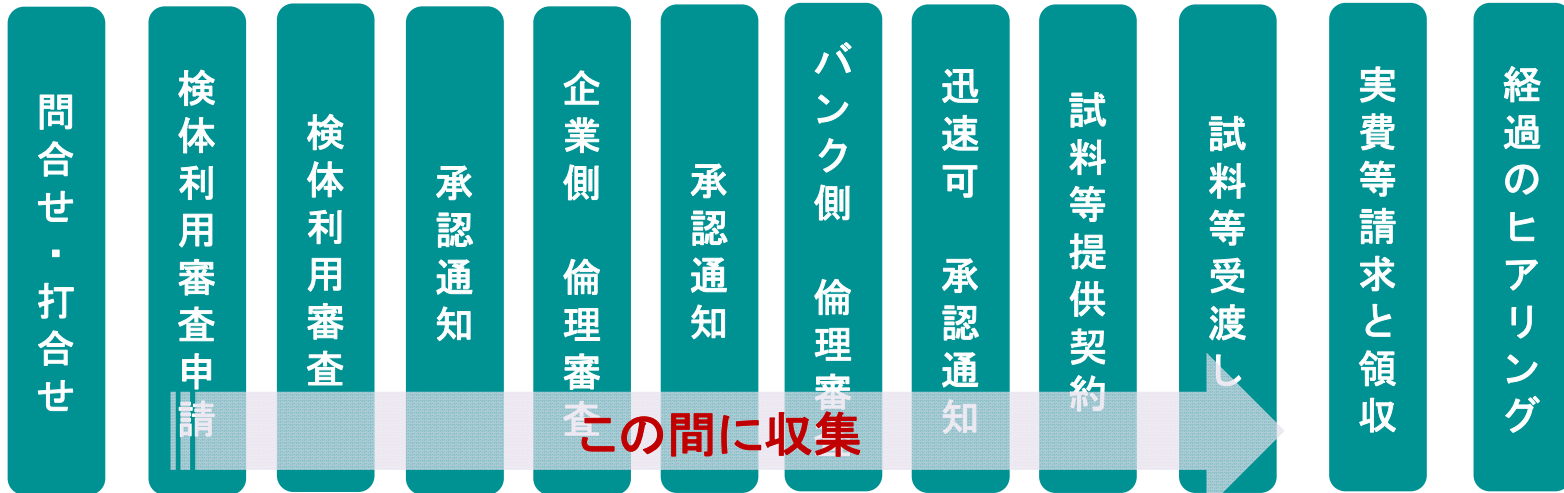 問合せ・打合せ
検体利用審査申請
検体利用審査
承認通知
企業側 倫理審査
承認通知
バンク側 倫理審査
迅速可 承認通知
試料等提供契約
試料等受渡し
実費等請求と領収
経過のヒアリング
この間に収集